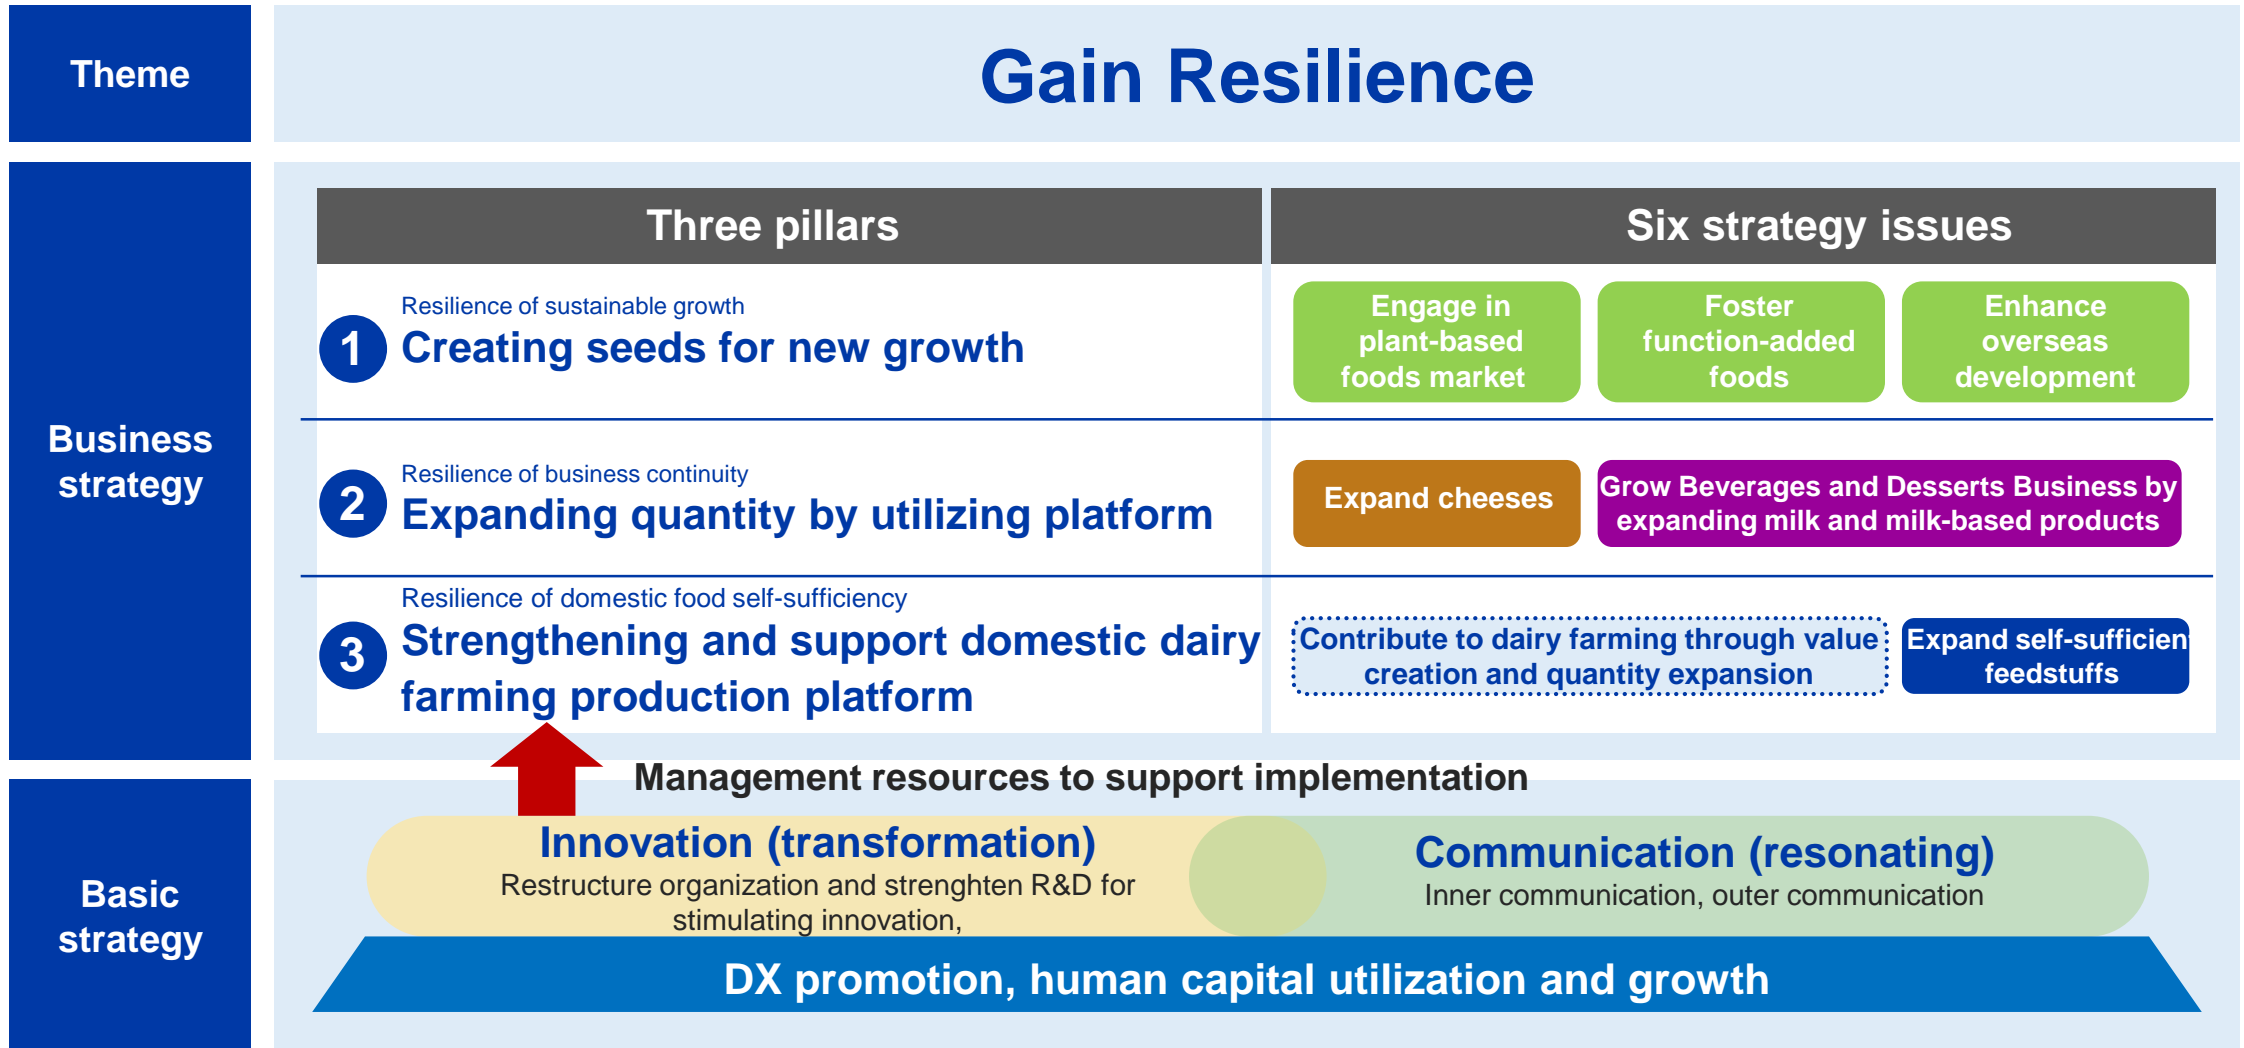 Theme
Gain Resilience
Business
strategy
Three pillars
Six strategy issues
1
Resilience of sustainable growth
Creating seeds for new growth
Engage in
plant-based
foods market
Foster
function-added
foods
Enhance
overseas
development
2
Resilience of business continuity
Expanding quantity by utilizing platform
Expand cheeses
Grow Beverages and Desserts Business by
expanding milk and milk-based products
3
Resilience of domestic food self-sufficiency
Strengthening and support domestic dairy
farming production platform
Contribute to dairy farming through value
creation and quantity expansion
Expand self-sufficient
feedstuffs
Management resources to support implementation
Basic
strategy
Innovation (transformation)
Restructure organization and strenghten R&D for
stimulating innovation,
Communication (resonating)
Inner communication, outer communication
DX promotion, human capital utilization and growth